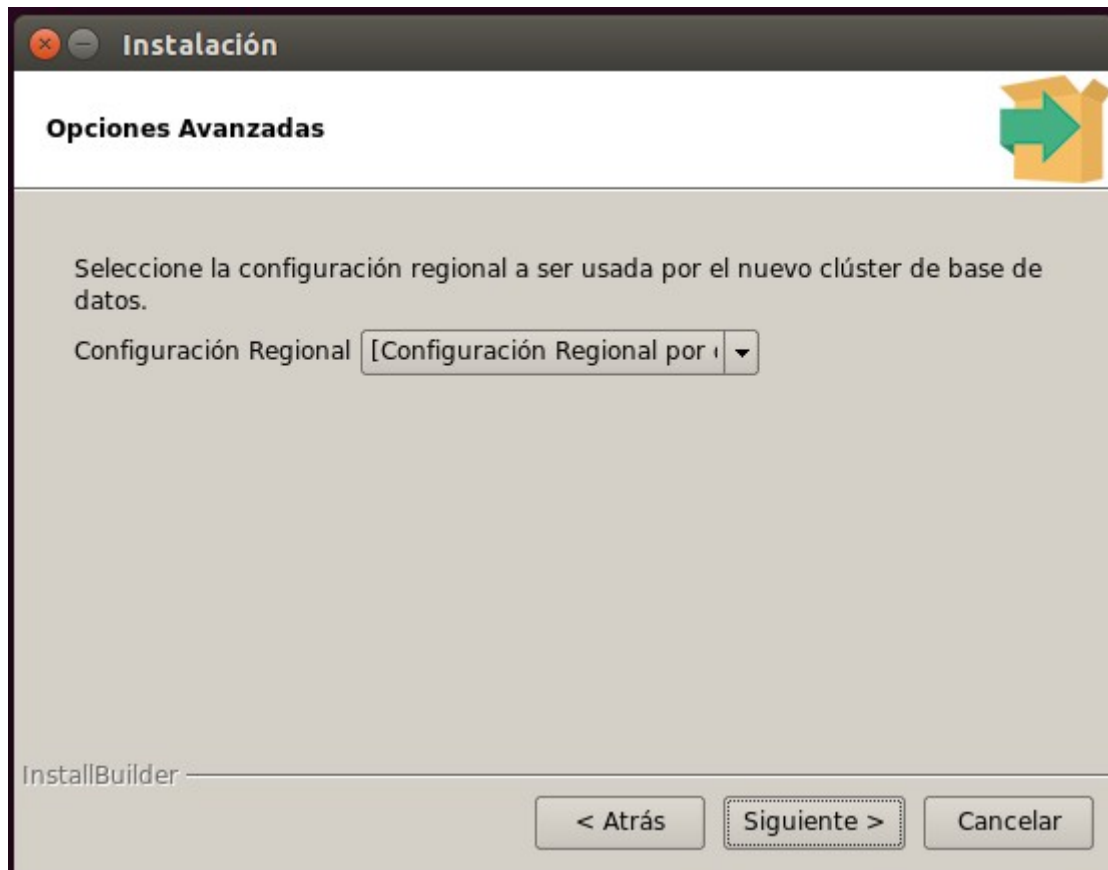 Instalación
Opciones Avanzadas
Seleccione la configuración regional a ser usada por el nuevo clúster de base de
datos.
Configuración Regional [Configuración Regional por
InstallBuilder
< Atrás Siguiente > Cancelar